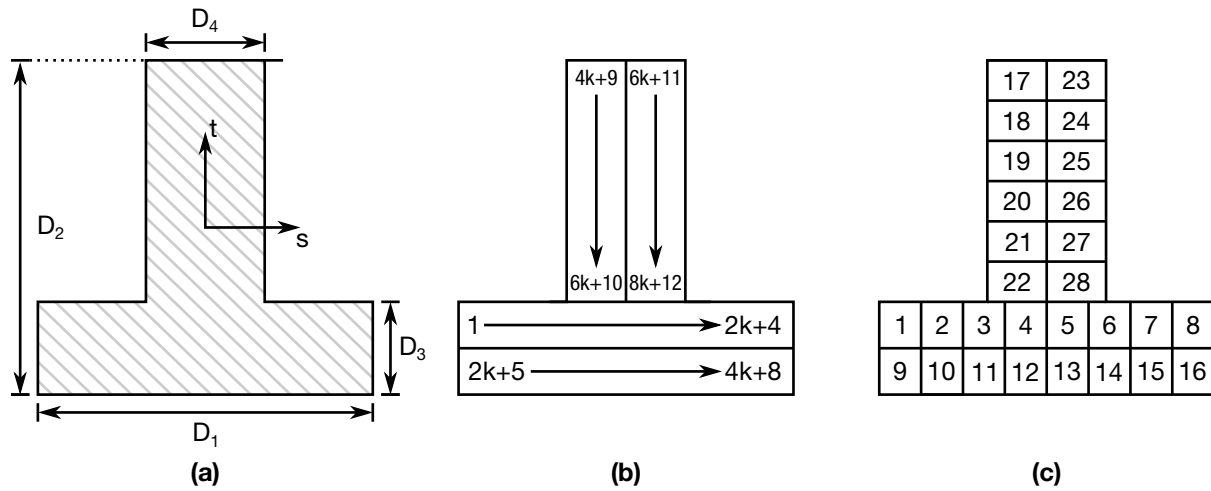 D4
4k+9 6k+11
17 23
18 24
t
19 25
20 26
D2
s
21 27
6k+10 8k+12
22 28
1 2k+4
1 2 3 4 5 6 7 8
D3
2k+5 4k+8
9 10 11 12 13 14 15 16
D1
(a) (b) (c)